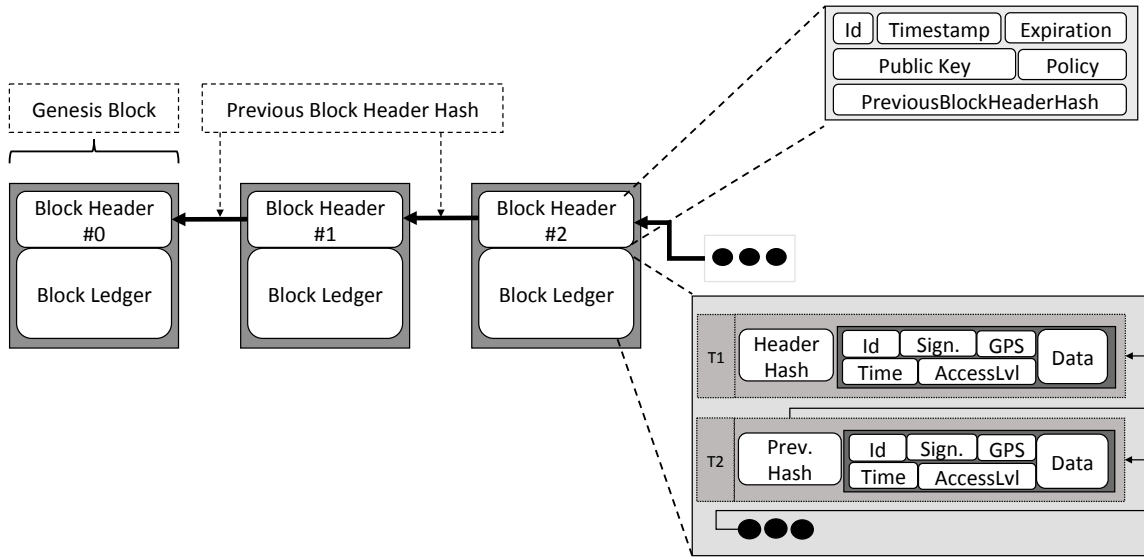 Id Timestamp Expiration
Public Key Policy
PreviousBlockHeaderHash
Genesis Block
Previous Block Header Hash
Block Header
#0
Block Ledger
Block Header
#1
Block Ledger
Block Header
#2
Block Ledger
T1
Header
Hash
Id Sign. GPS
Time AccessLvl
Data
T2
Prev.
Hash
Id Sign. GPS
Time AccessLvl
Data